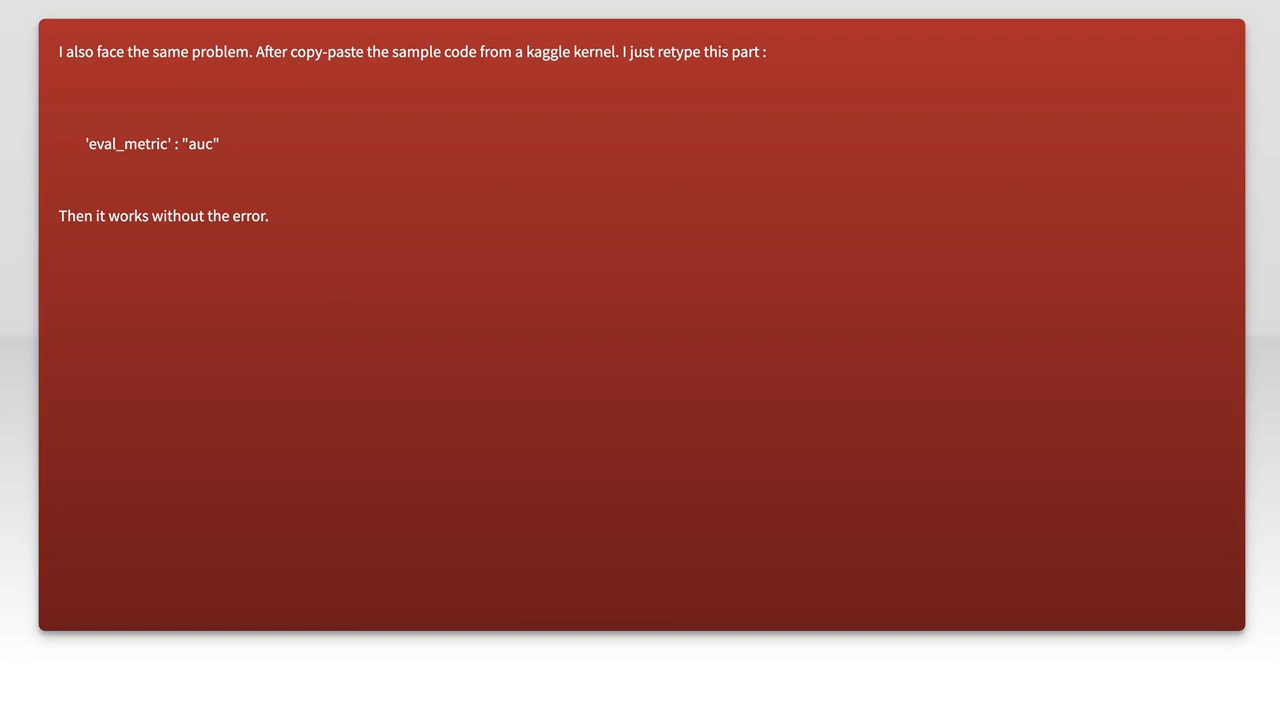 I also face the same problem. After copy-paste the sample code from a kaggle kernel. I just retype this part :
'eval_metric' : "auc"
Then it works without the error.